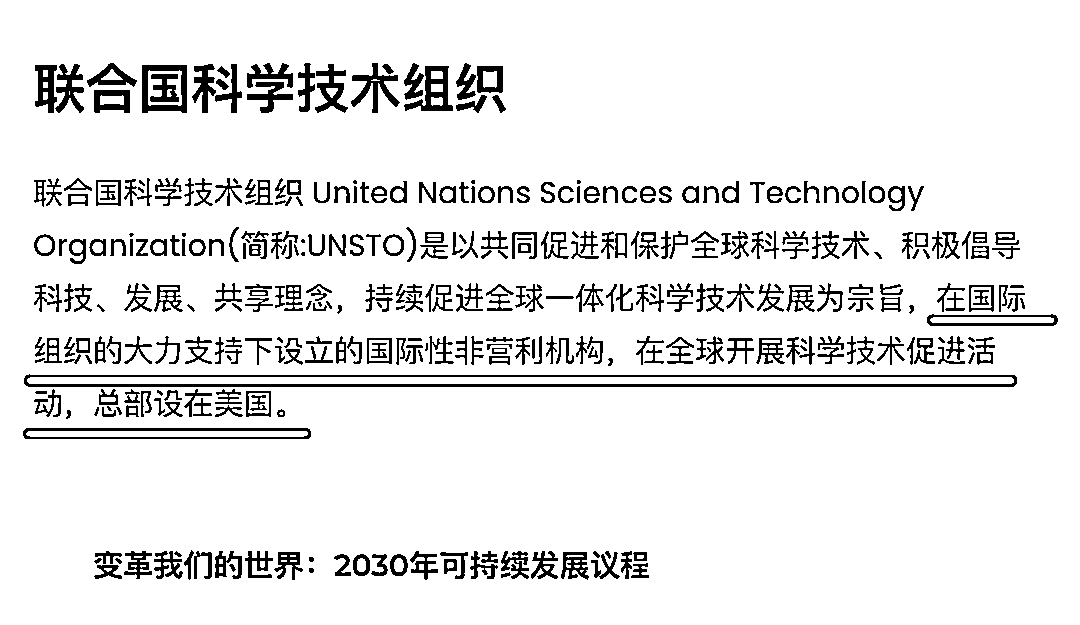 联合国科学技术组织
联合国科学技术组织 United Nations Sciences and Technology
Organization(简称:UNSTO)是以共同促进和保护全球科学技术、积极倡导
科技、发展、共享理念，持续促进全球一体化科学技术发展为宗旨，在国际
组织的大力支持下设立的国际性非营利机构，在全球开展科学技术促进活
动，总部设在美国。
变革我们的世界：2030年可持续发展议程